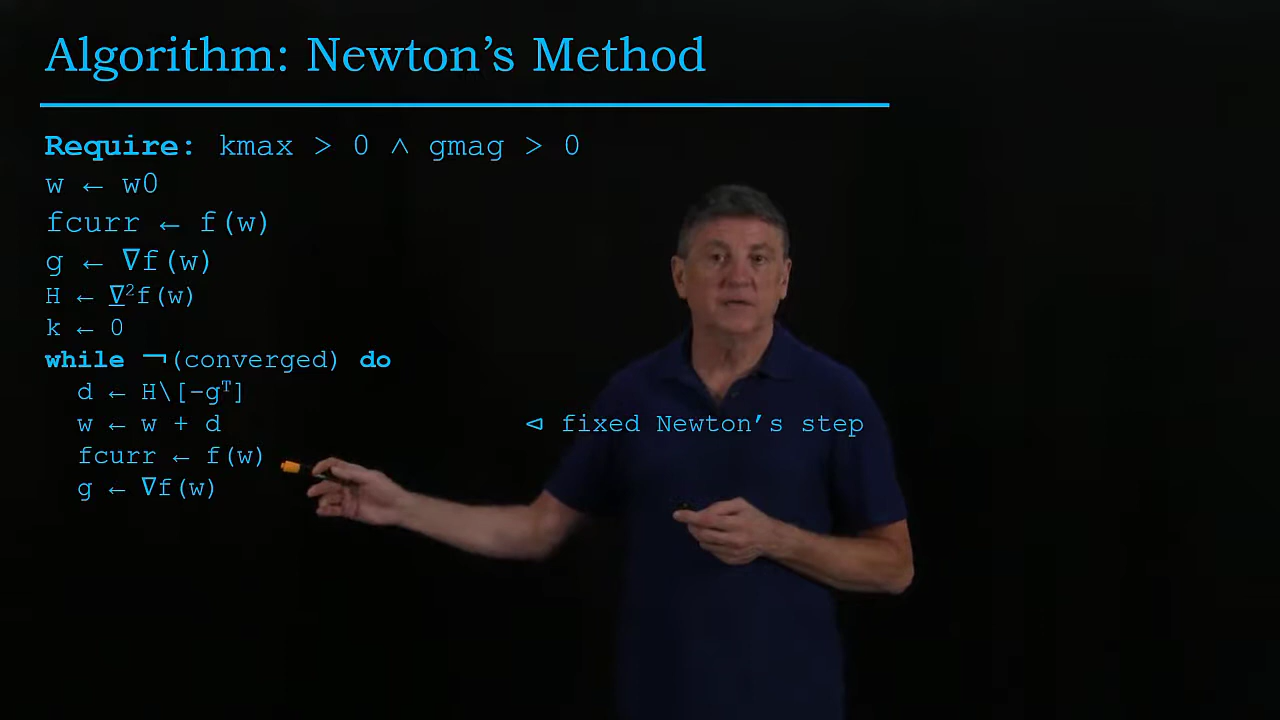 Algorithm: Newton’s Method
Require: kmax > 0 ∧ gmag > 0
w ← w0
fcurr ← f(w)
g ← ∇f(w)
H ← ∇²f(w)
k ← 0
while ¬(converged) do
d ← H\[−gᵀ]
w ← w + d ⊲ fixed Newton’s step
fcurr ← f(w)
g ← ∇f(w)